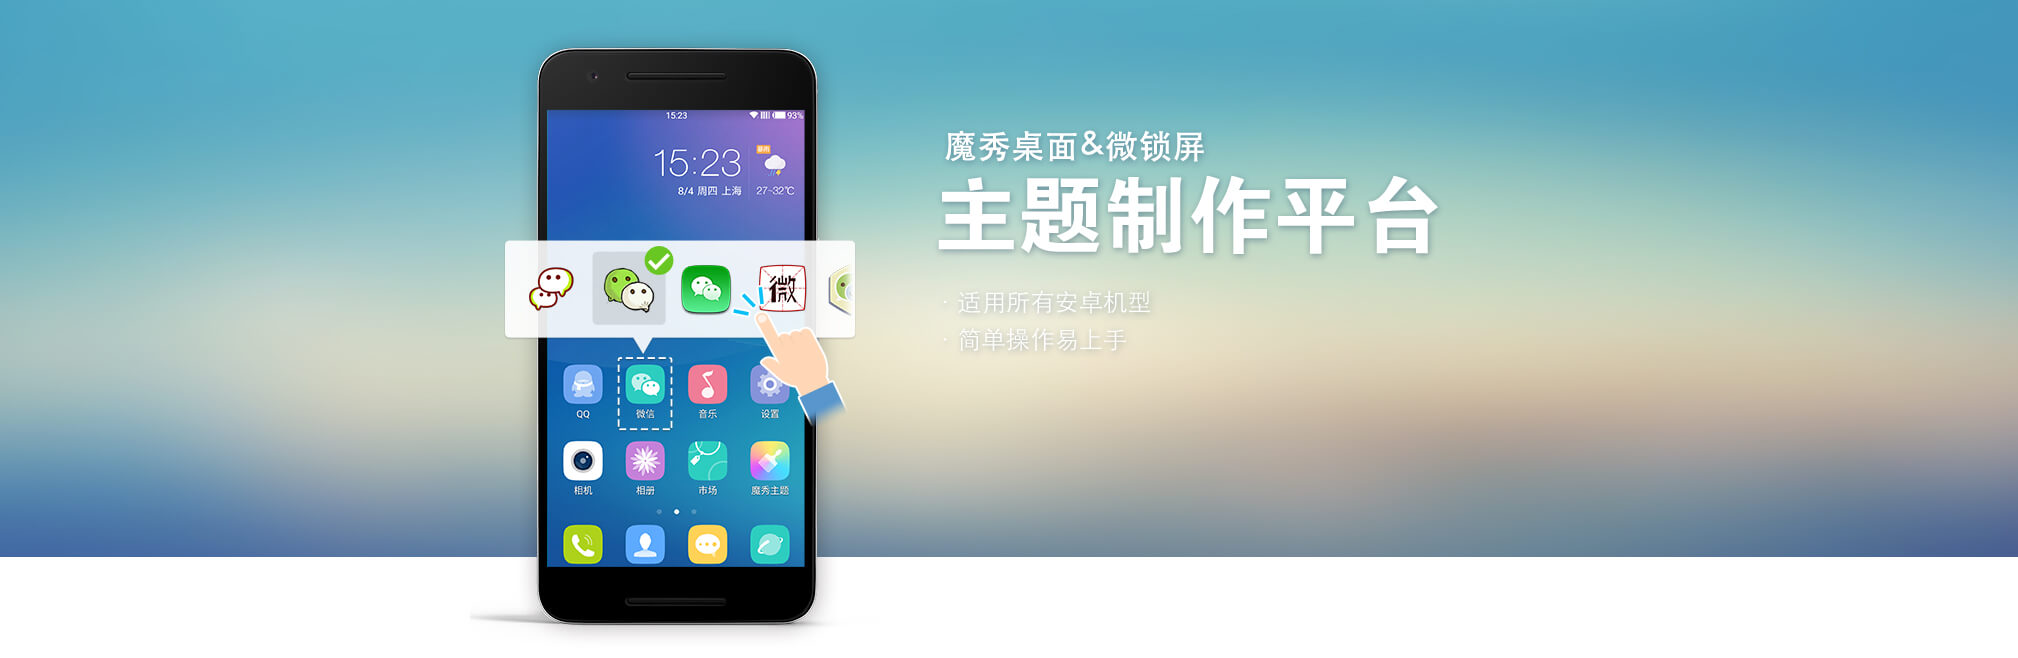 15:23
93%
15:23
8/4 周四 上海
27-32℃
微
QQ
微信
音乐
设置
相机
相册
市场
魔秀主题
魔秀桌面&微锁屏
主题制作平台
· 适用所有安卓机型
· 简单操作易上手